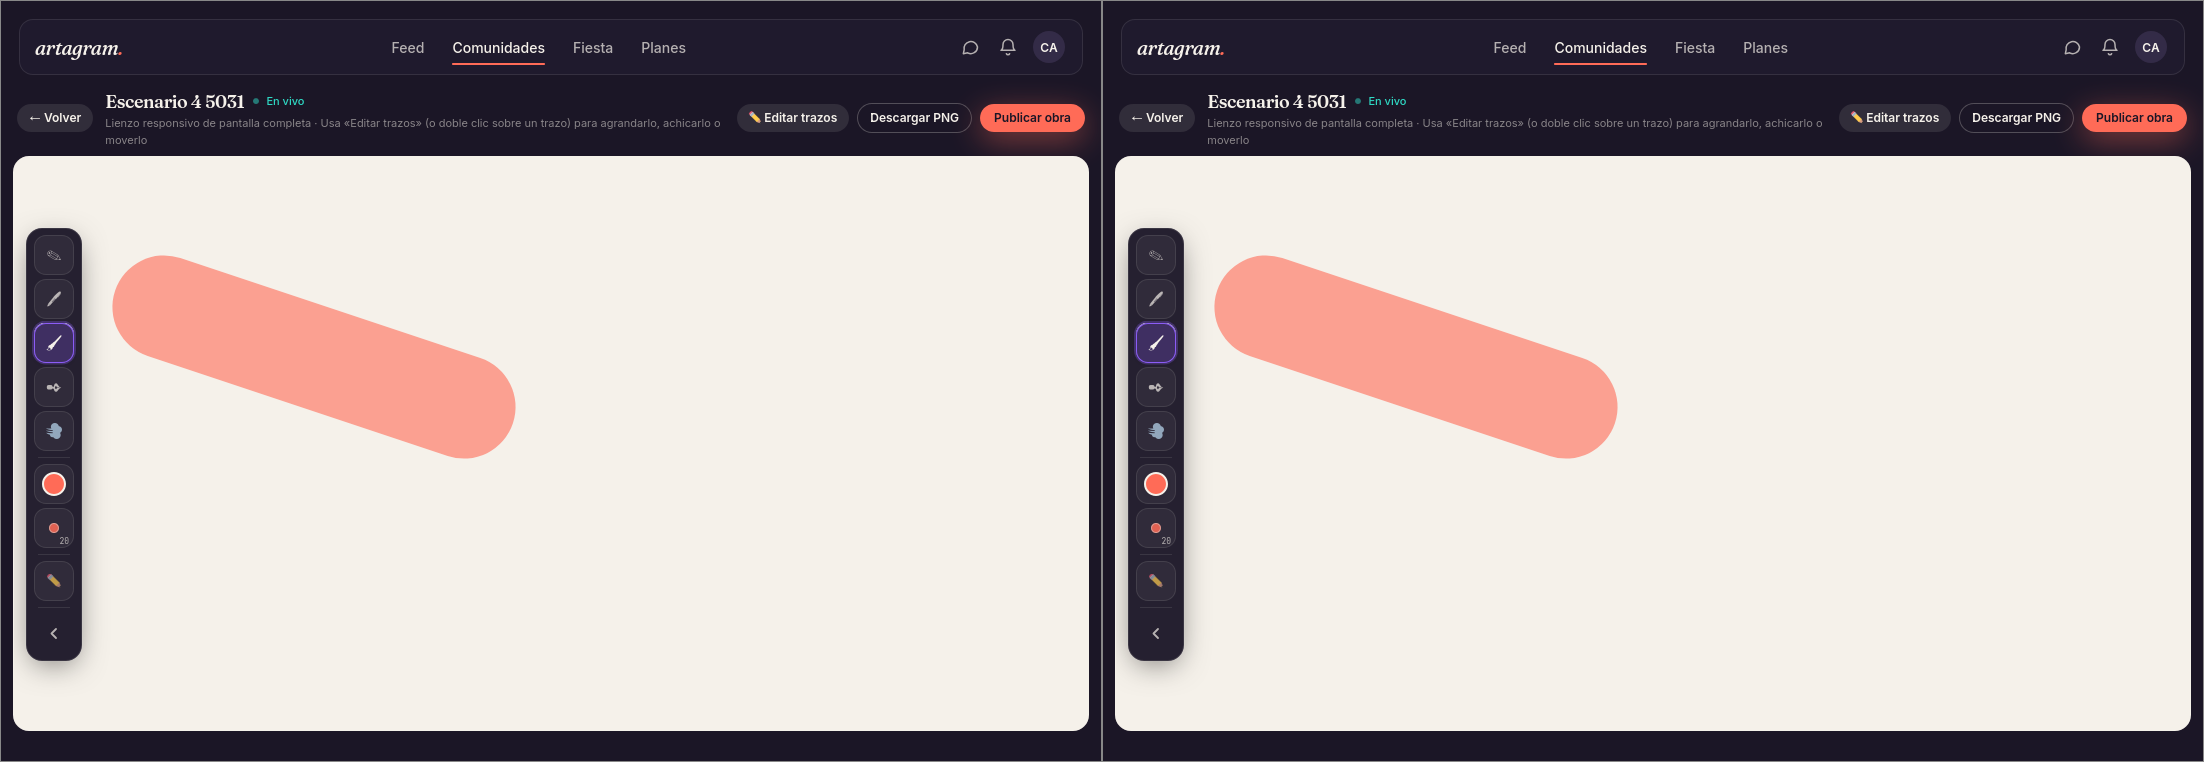 artagram.
Feed Comunidades Fiesta Planes
CA
← Volver
Escenario 4 5031 En vivo
Lienzo responsivo de pantalla completa · Usa «Editar trazos» (o doble clic sobre un trazo) para agrandarlo, achicarlo o
moverlo
Editar trazos
Descargar PNG
Publicar obra
20
artagram.
Feed Comunidades Fiesta Planes
CA
← Volver
Escenario 4 5031 En vivo
Lienzo responsivo de pantalla completa · Usa «Editar trazos» (o doble clic sobre un trazo) para agrandarlo, achicarlo o
moverlo
Editar trazos
Descargar PNG
Publicar obra
20